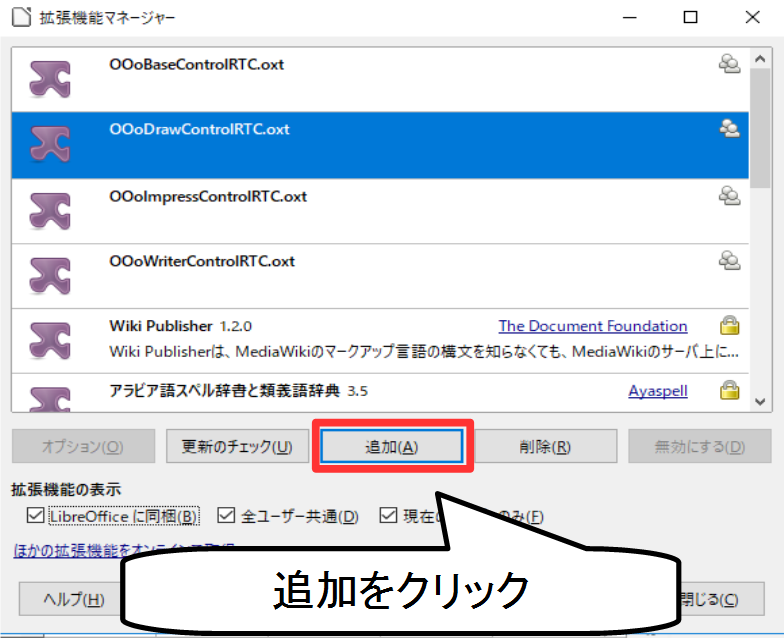 拡張機能マネージャー
OOoBaseControlRTC.oxt
OOoDrawControlRTC.oxt
OOoImpressControlRTC.oxt
OOoWriterControlRTC.oxt
Wiki Publisher 1.2.0 The Document Foundation
Wiki Publisherは、MediaWikiのマークアップ言語の構文を知らなくても、MediaWikiのサーバ上に...
アラビア語スペル辞書と類義語辞典 3.5 Ayaspell
オプション(O) 更新のチェック(U) 追加(A) 削除(R) 無効にする(D)
拡張機能の表示
LibreOffice に同梱(B) 全ユーザー共通(D) 現在 のみ(F)
ほかの拡張機能をオンラインで取得
ヘルプ(H) 閉じる(C)
追加をクリック